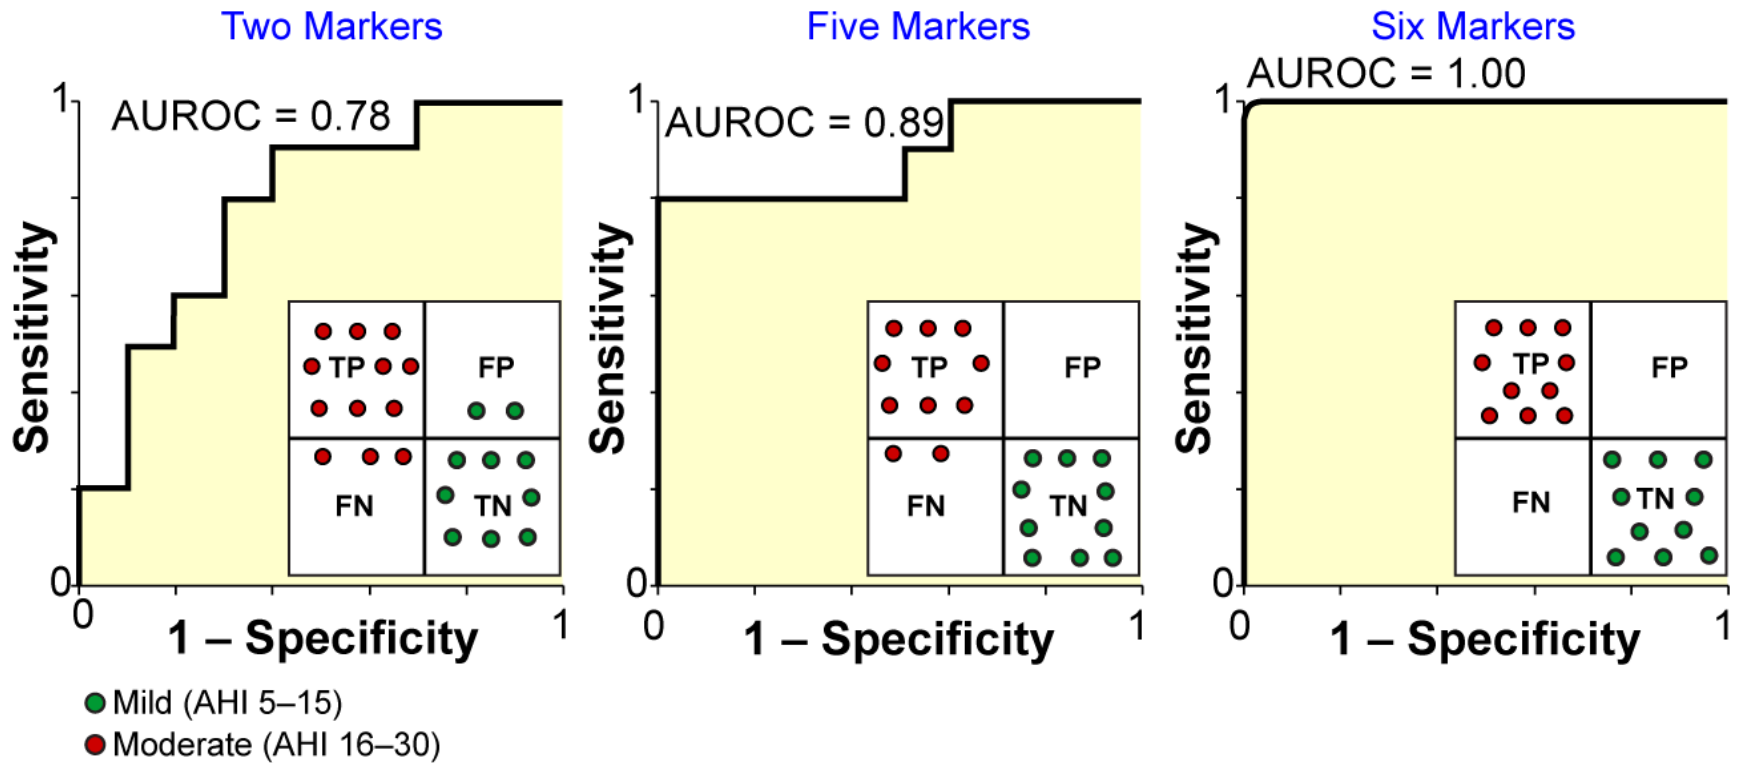 Two Markers
Five Markers
Six Markers
AUROC = 0.78
AUROC = 0.89
AUROC = 1.00
1
Sensitivity
0
0
1
1 – Specificity
TP
FP
FN
TN
1
Sensitivity
0
0
1
1 – Specificity
TP
FP
FN
TN
1
Sensitivity
0
0
1
1 – Specificity
TP
FP
FN
TN
Mild (AHI 5–15)
Moderate (AHI 16–30)